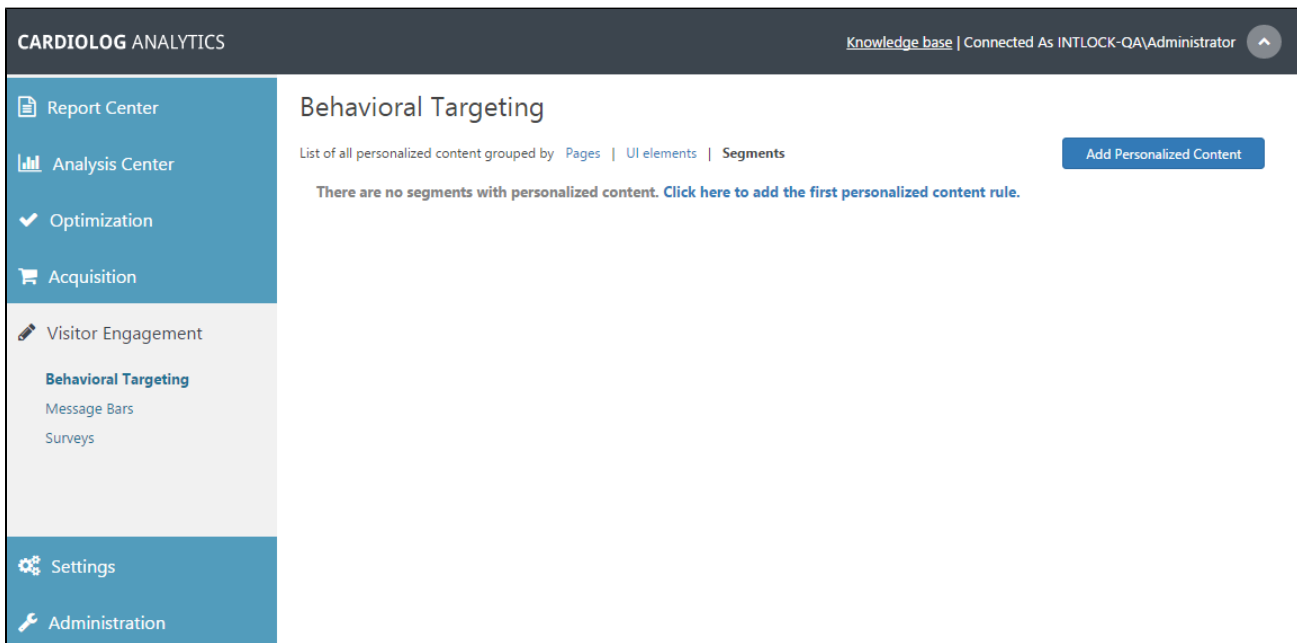 CARDIOLOG ANALYTICS
Knowledge base | Connected As INTLOCK-QA\Administrator
Report Center
Analysis Center
Optimization
Acquisition
Visitor Engagement
Behavioral Targeting
Message Bars
Surveys
Settings
Administration
Behavioral Targeting
List of all personalized content grouped by Pages | UI elements | Segments
Add Personalized Content
There are no segments with personalized content. Click here to add the first personalized content rule.